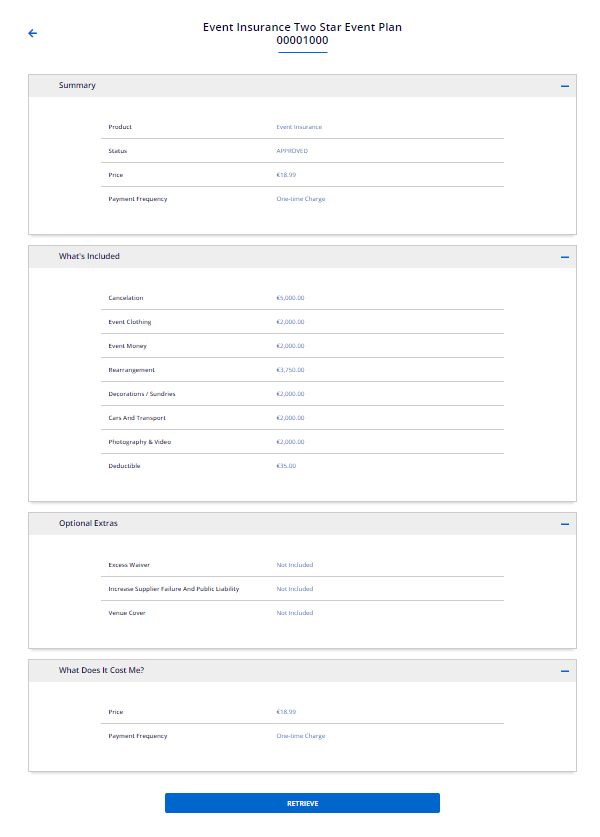 Event Insurance Two Star Event Plan
00001000
Summary
Product Event Insurance
Status APPROVED
Price €18.99
Payment Frequency One-time Charge
What's Included
Cancelation €5,000.00
Event Clothing €2,000.00
Event Money €2,000.00
Rearrangement €3,750.00
Decorations / Sundries €2,000.00
Cars And Transport €2,000.00
Photography & Video €2,000.00
Deductible €35.00
Optional Extras
Excess Waiver Not Included
Increase Supplier Failure And Public Liability Not Included
Venue Cover Not Included
What Does It Cost Me?
Price €18.99
Payment Frequency One-time Charge
RETRIEVE